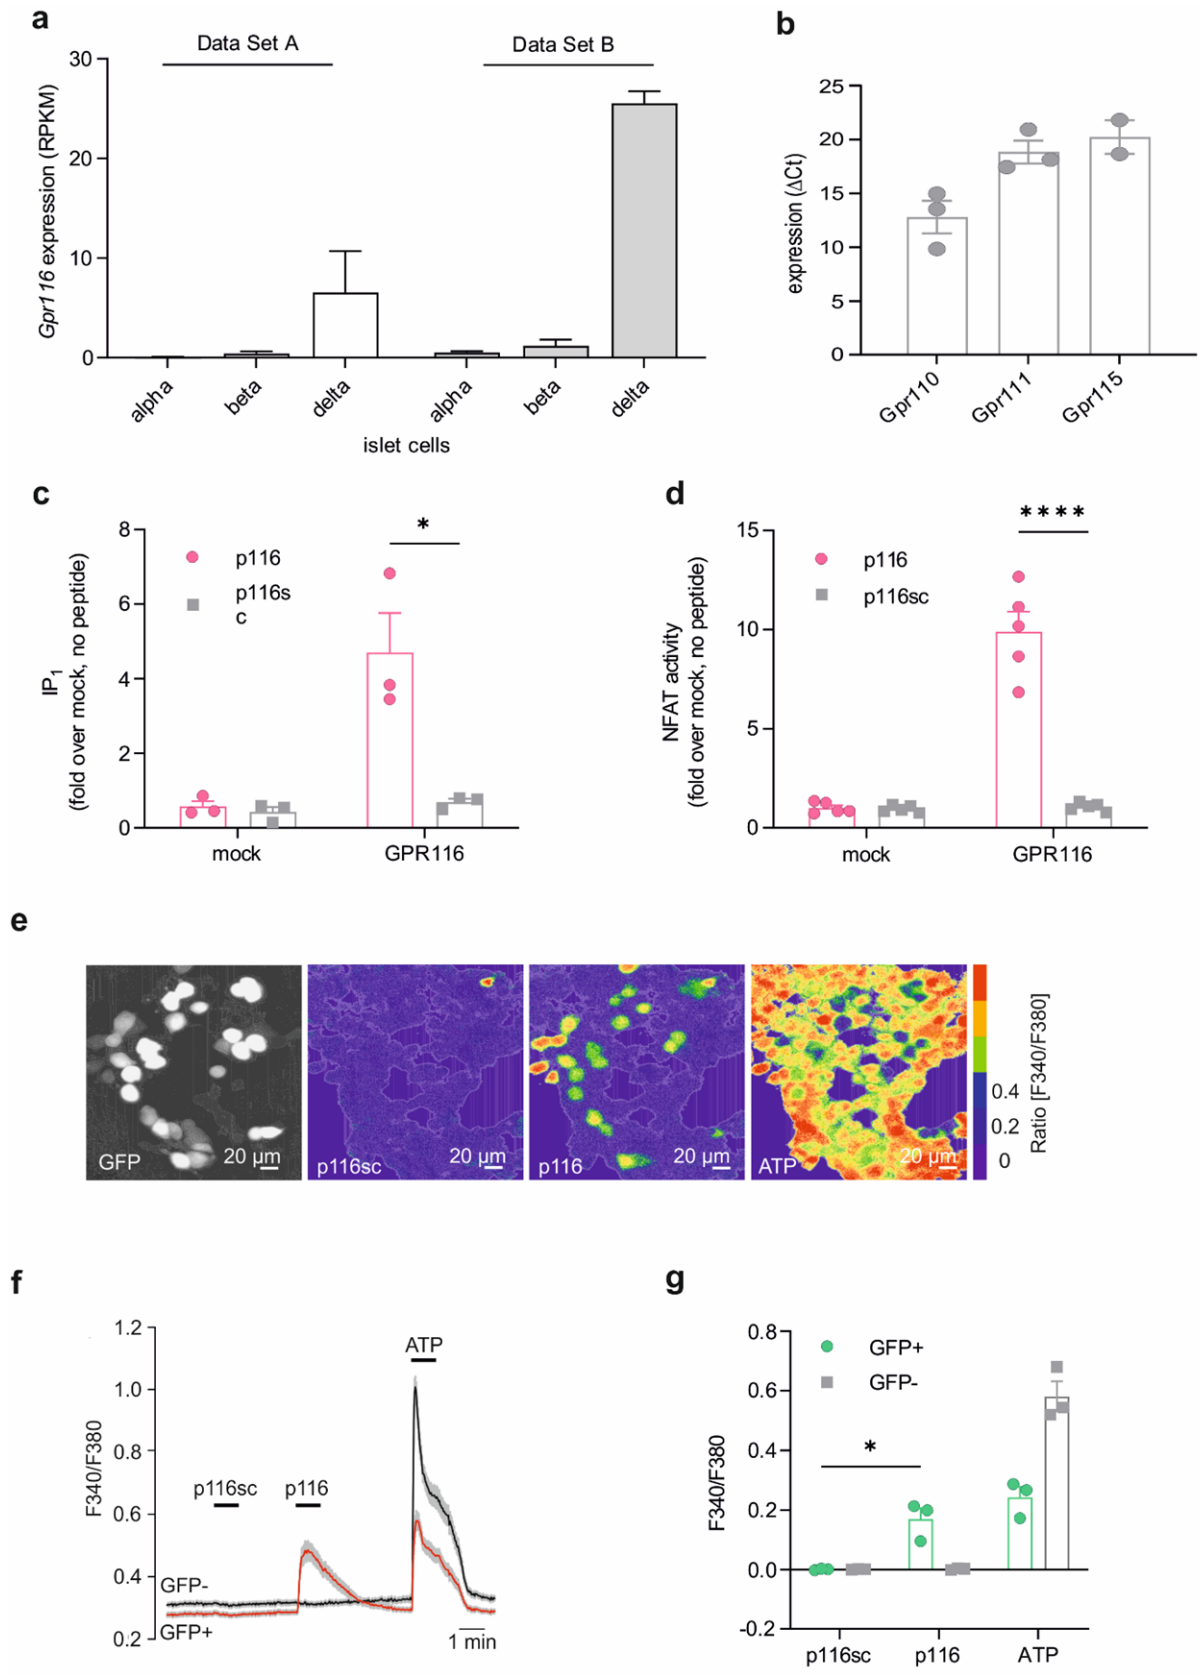 a
Data Set A
Data Set B
Gpr116 expression (RPKM)
30
20
10
0
alpha
beta
delta
alpha
beta
delta
islet cells
b
expression (ΔCt)
25
20
15
10
5
0
Gpr110
Gpr111
Gpr115
c
IP1
(fold over mock, no peptide)
8
6
4
2
0
p116
p116s
c
*
mock
GPR116
d
NFAT activity
(fold over mock, no peptide)
15
10
5
0
p116
p116sc
****
mock
GPR116
e
GFP
20 µm
p116sc
20 µm
p116
20 µm
ATP
20 µm
0.4
0.2
0
Ratio [F340/F380]
f
F340/F380
1.2
1.0
0.8
0.6
0.4
0.2
p116sc
p116
ATP
GFP-
GFP+
1 min
g
F340/F380
0.8
0.6
0.4
0.2
0.0
-0.2
GFP+
GFP-
*
p116sc
p116
ATP